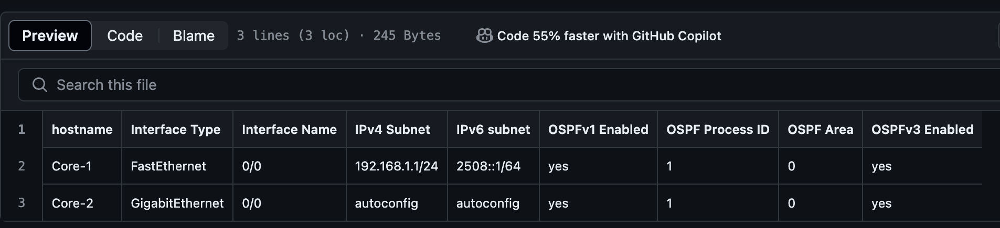 Preview Code Blame 3 lines (3 loc) · 245 Bytes Code 55% faster with GitHub Copilot
Search this file
1 hostname Interface Type Interface Name IPv4 Subnet IPv6 subnet OSPFv1 Enabled OSPF Process ID OSPF Area OSPFv3 Enabled
2 Core-1 FastEthernet 0/0 192.168.1.1/24 2508::1/64 yes 1 0 yes
3 Core-2 GigabitEthernet 0/0 autoconfig autoconfig yes 1 0 yes